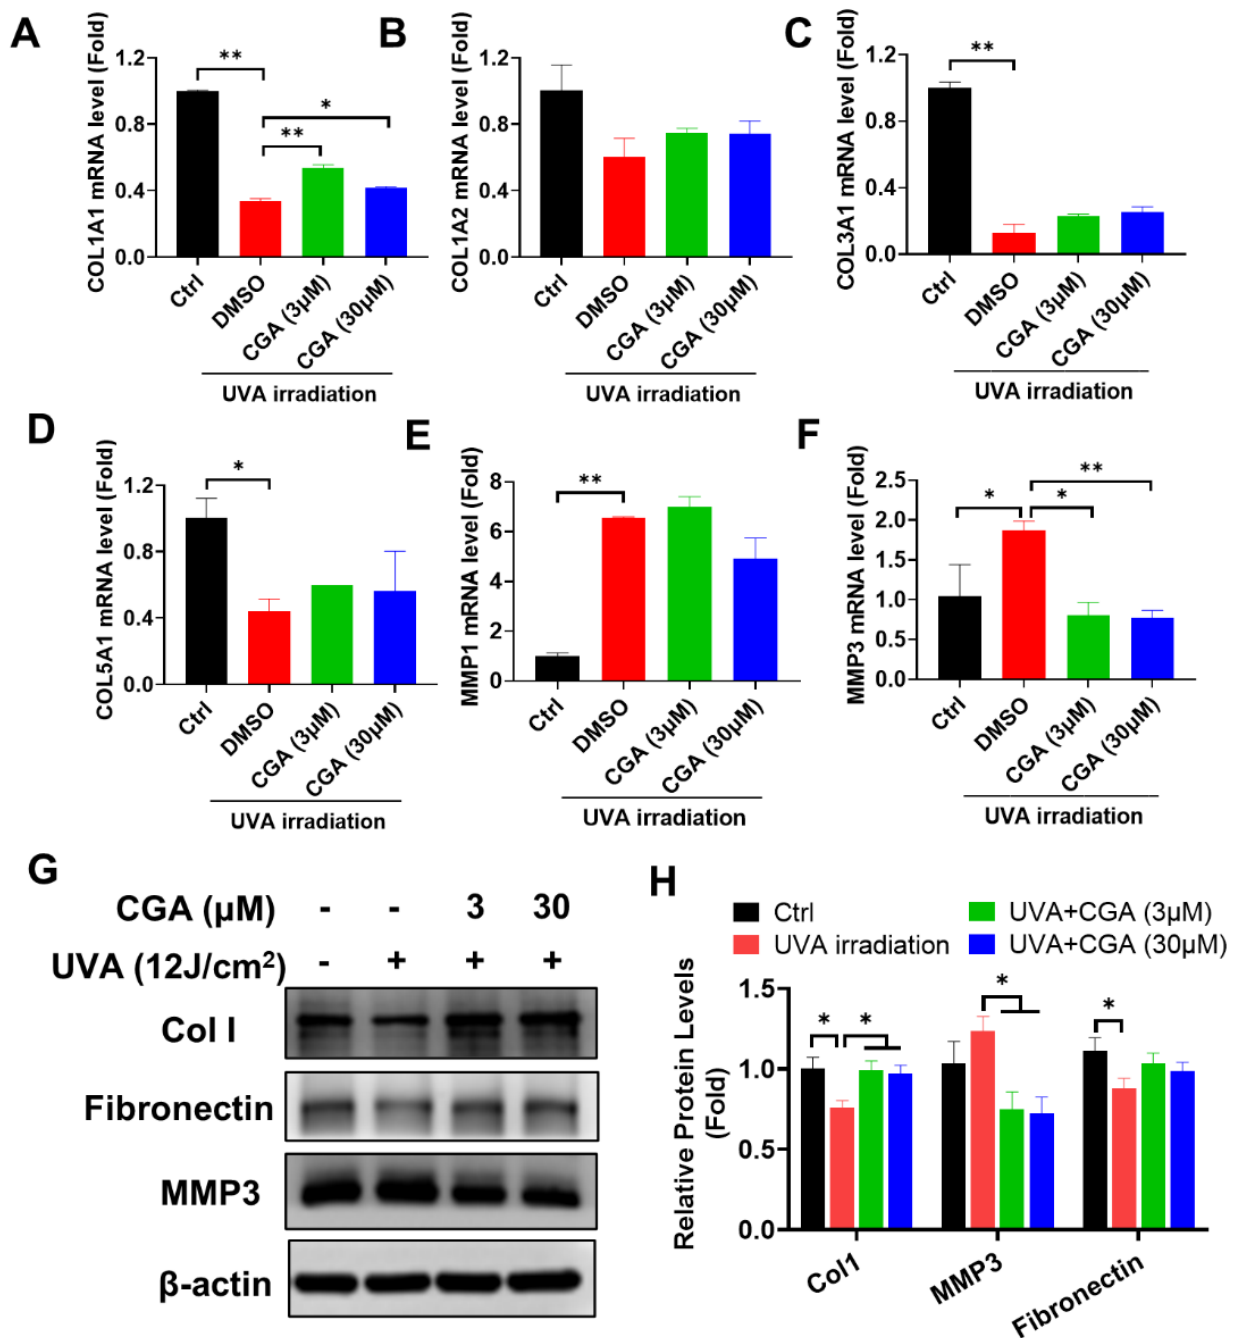 A
COL1A1 mRNA level (Fold)
1.2
0.8
0.4
0.0
**
**
*
Ctrl
DMSO
CGA (3μM)
CGA (30μM)
UVA irradiation
B
COL1A2 mRNA level (Fold)
1.2
0.8
0.4
0.0
Ctrl
DMSO
CGA (3μM)
CGA (30μM)
UVA irradiation
C
COL3A1 mRNA level (Fold)
1.2
0.8
0.4
0.0
**
Ctrl
DMSO
CGA (3μM)
CGA (30μM)
UVA irradiation
D
COL5A1 mRNA level (Fold)
1.2
0.8
0.4
0.0
*
Ctrl
DMSO
CGA (3μM)
CGA (30μM)
UVA irradiation
E
MMP1 mRNA level (Fold)
8
6
4
2
0
**
Ctrl
DMSO
CGA (3μM)
CGA (30μM)
UVA irradiation
F
MMP3 mRNA level (Fold)
2.5
2.0
1.5
1.0
0.5
0.0
*
*
**
Ctrl
DMSO
CGA (3μM)
CGA (30μM)
UVA irradiation
G
CGA (μM) - - 3 30
UVA (12J/cm²) - + + +
Col I
Fibronectin
MMP3
β-actin
H
Ctrl
UVA irradiation
UVA+CGA (3μM)
UVA+CGA (30μM)
Relative Protein Levels
(Fold)
1.5
1.0
0.5
0.0
*
*
*
*
Col1
MMP3
Fibronectin